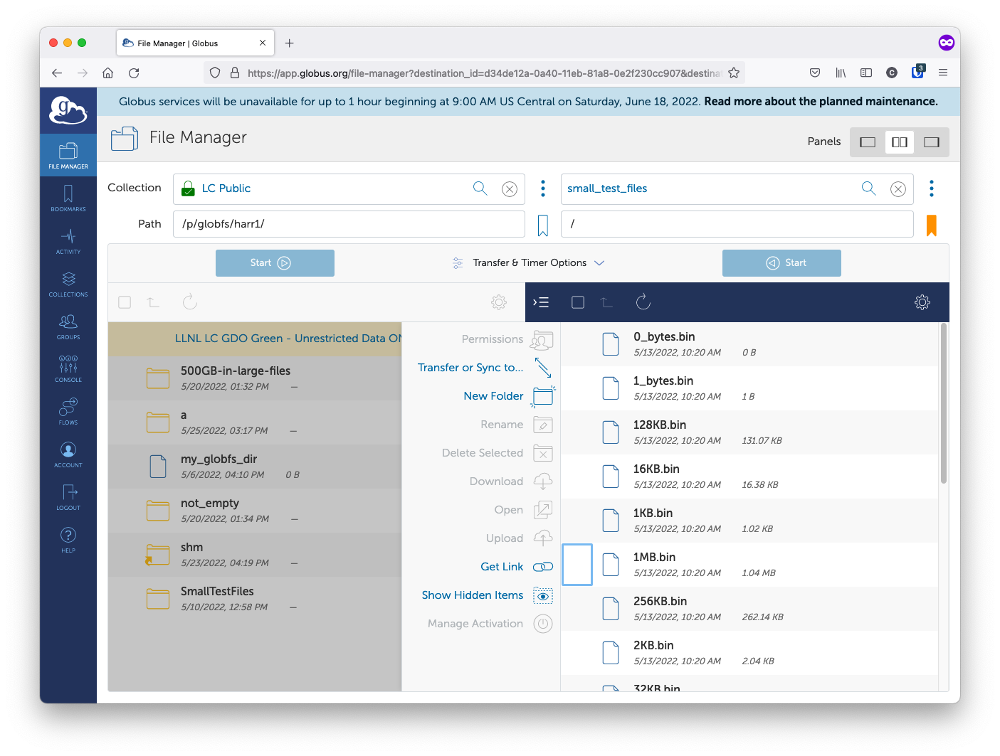 File Manager | Globus
https://app.globus.org/file-manager?destination_id=d34de12a-0a40-11eb-81a8-0e2f230cc907&destina
C
3
g
Globus services will be unavailable for up to 1 hour beginning at 9:00 AM US Central on Saturday, June 18, 2022. Read more about the planned maintenance.
File Manager
Panels
FILE MANAGER
BOOKMARKS
ACTIVITY
COLLECTIONS
GROUPS
CONSOLE
FLOWS
ACCOUNT
LOGOUT
?
HELP
Collection
LC Public
small_test_files
Path
/p/globfs/harr1/
/
Start
Transfer & Timer Options
Start
LLNL LC GDO Green - Unrestricted Data ON
500GB-in-large-files
5/20/2022, 01:32 PM —
a
5/25/2022, 03:17 PM —
my_globfs_dir
5/6/2022, 04:10 PM 0 B
not_empty
5/20/2022, 01:34 PM —
shm
5/23/2022, 04:19 PM —
SmallTestFiles
5/10/2022, 12:58 PM —
Permissions
Transfer or Sync to...
New Folder
Rename
Delete Selected
Download
Open
Upload
Get Link
Show Hidden Items
Manage Activation
0_bytes.bin
5/13/2022, 10:20 AM 0 B
1_bytes.bin
5/13/2022, 10:20 AM 1 B
128KB.bin
5/13/2022, 10:20 AM 131.07 KB
16KB.bin
5/13/2022, 10:20 AM 16.38 KB
1KB.bin
5/13/2022, 10:20 AM 1.02 KB
1MB.bin
5/13/2022, 10:20 AM 1.04 MB
256KB.bin
5/13/2022, 10:20 AM 262.14 KB
2KB.bin
5/13/2022, 10:20 AM 2.04 KB
32KB.bin